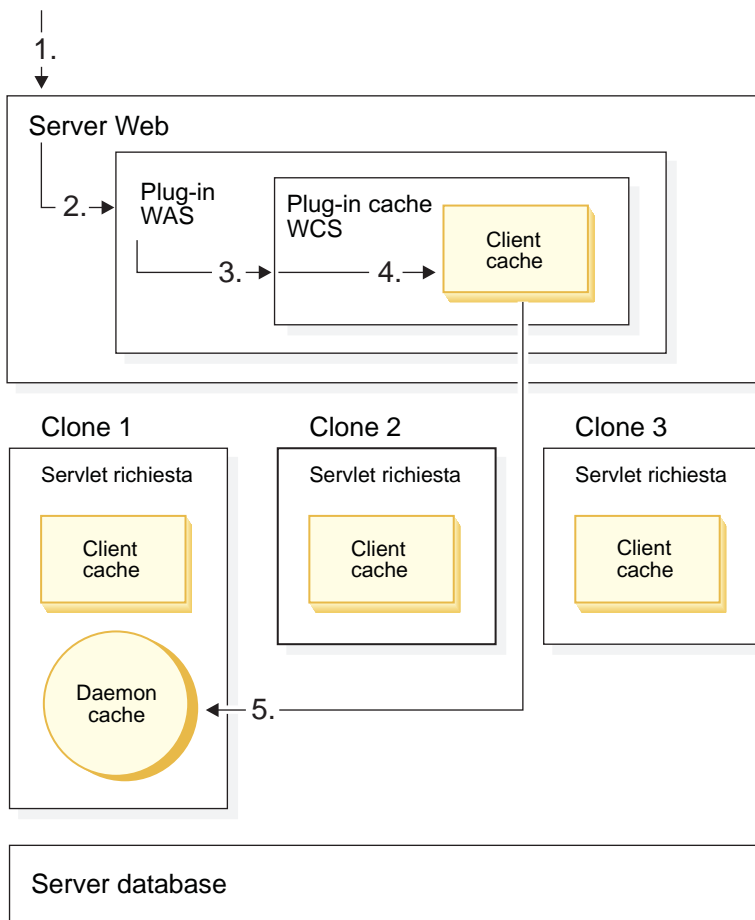 1.
Server Web
2.
Plug-in
WAS
3.
Plug-in cache
WCS
4.
Client
cache
Clone 1
Servlet richiesta
Client
cache
Daemon
cache
5.
Clone 2
Servlet richiesta
Client
cache
Clone 3
Servlet richiesta
Client
cache
Server database